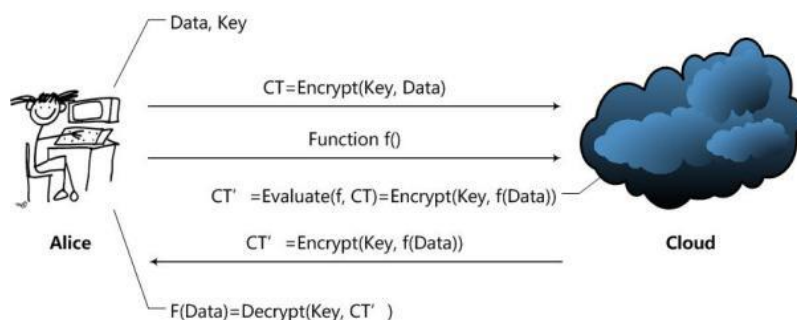 Data, Key
CT=Encrypt(Key, Data)
Function f()
CT’ =Evaluate(f, CT)=Encrypt(Key, f(Data))
Alice
CT’ =Encrypt(Key, f(Data))
Cloud
F(Data)=Decrypt(Key, CT’ )